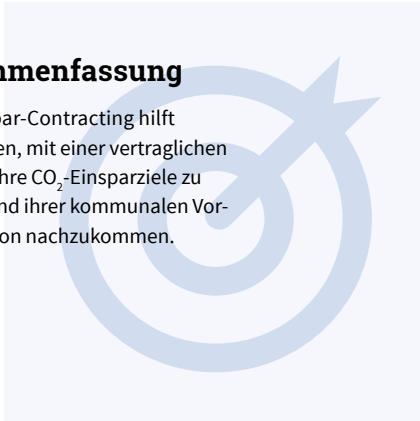 mmenfassung
par-Contracting hilft
en, mit einer vertraglichen
hre CO₂-Einsparziele zu
nd ihrer kommunalen Vor-
on nachzukommen.